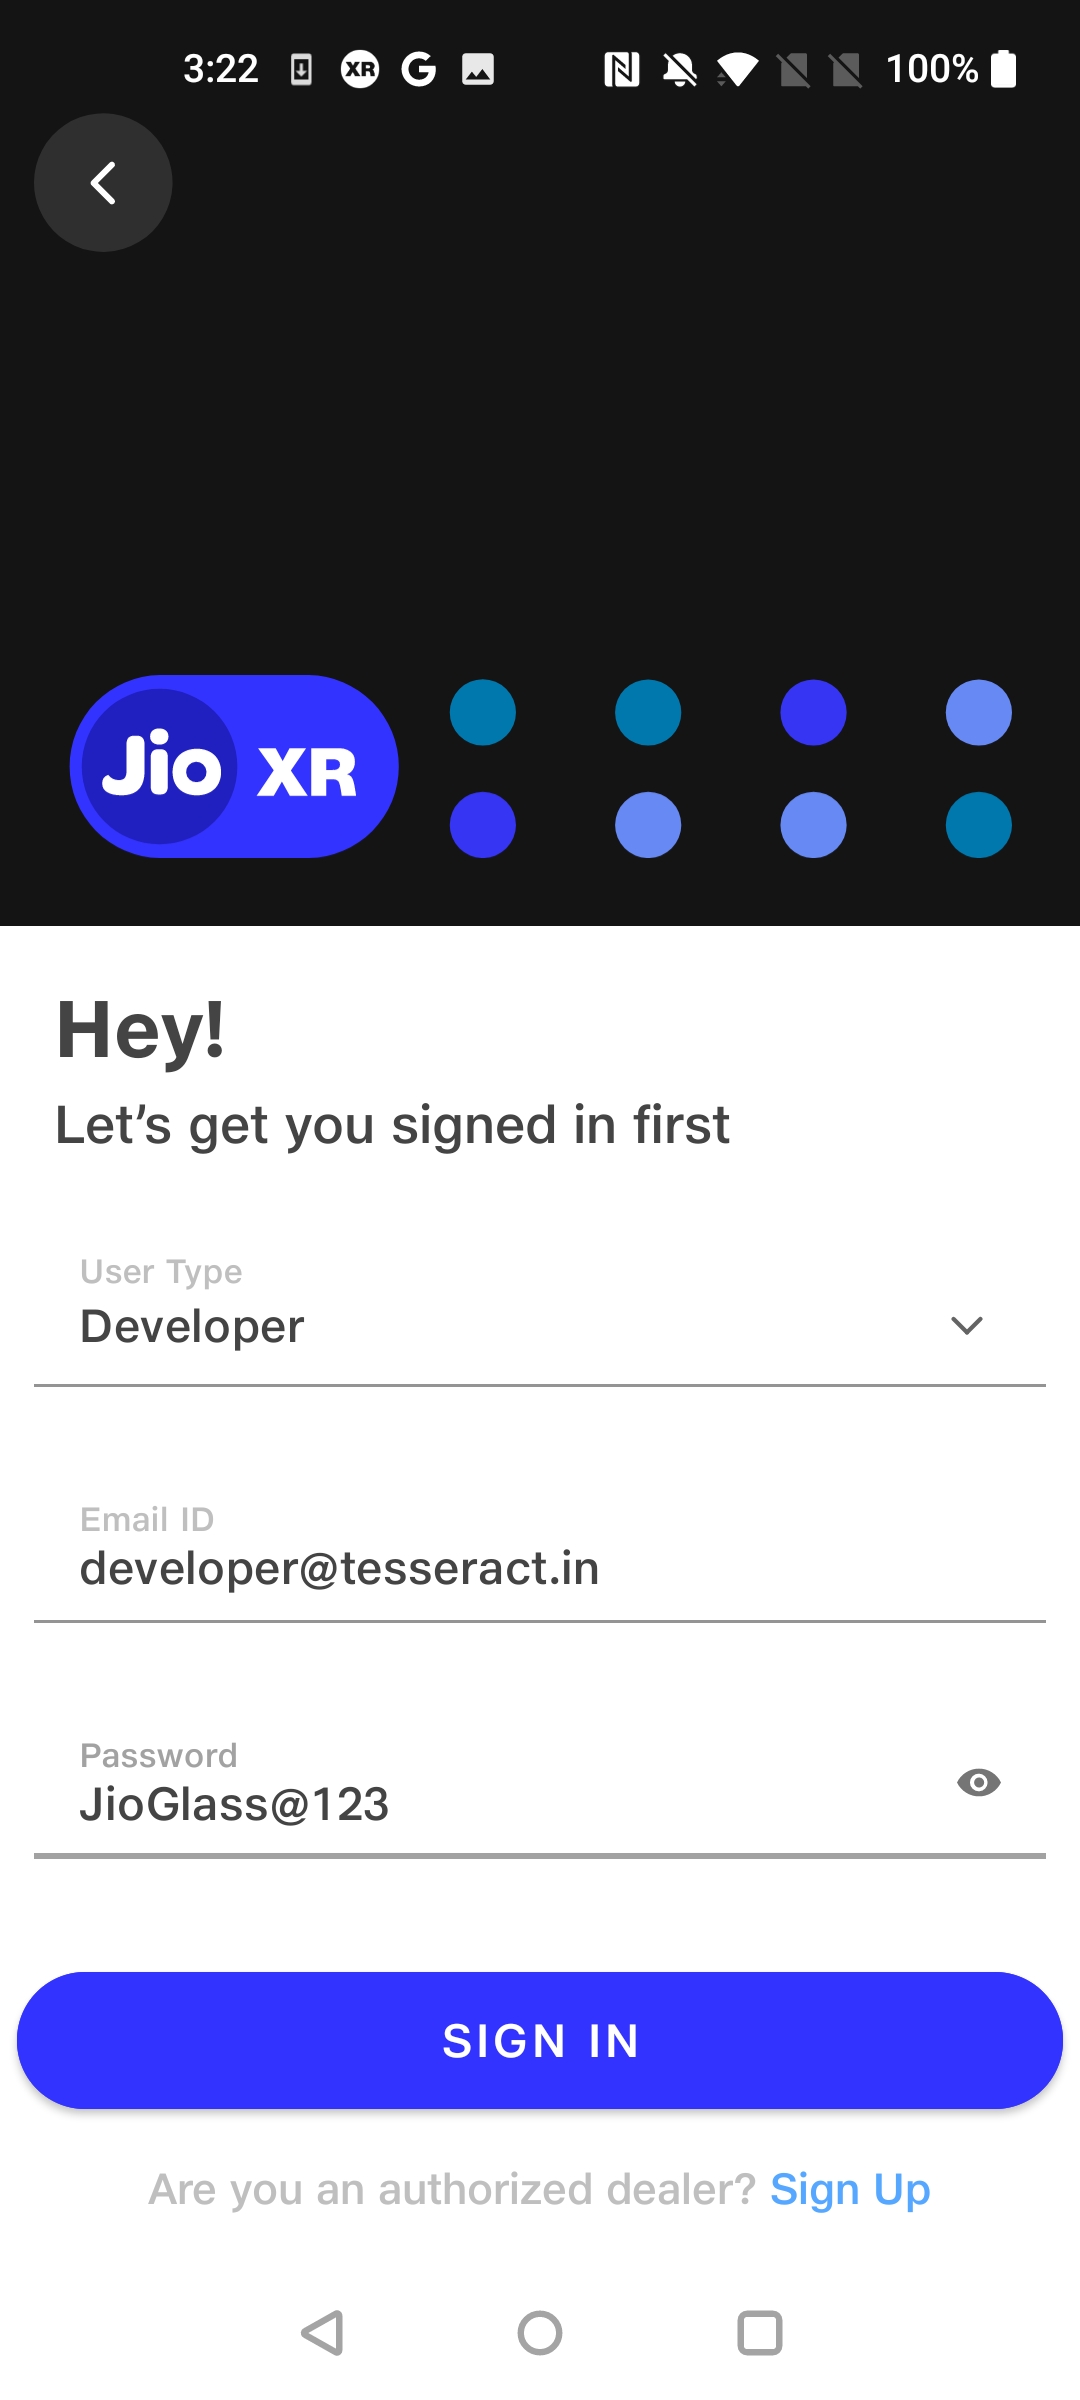 3:22 XR G 100%
Jio XR
Hey!
Let’s get you signed in first
User Type
Developer
Email ID
developer@tesseract.in
Password
JioGlass@123
SIGN IN
Are you an authorized dealer? Sign Up